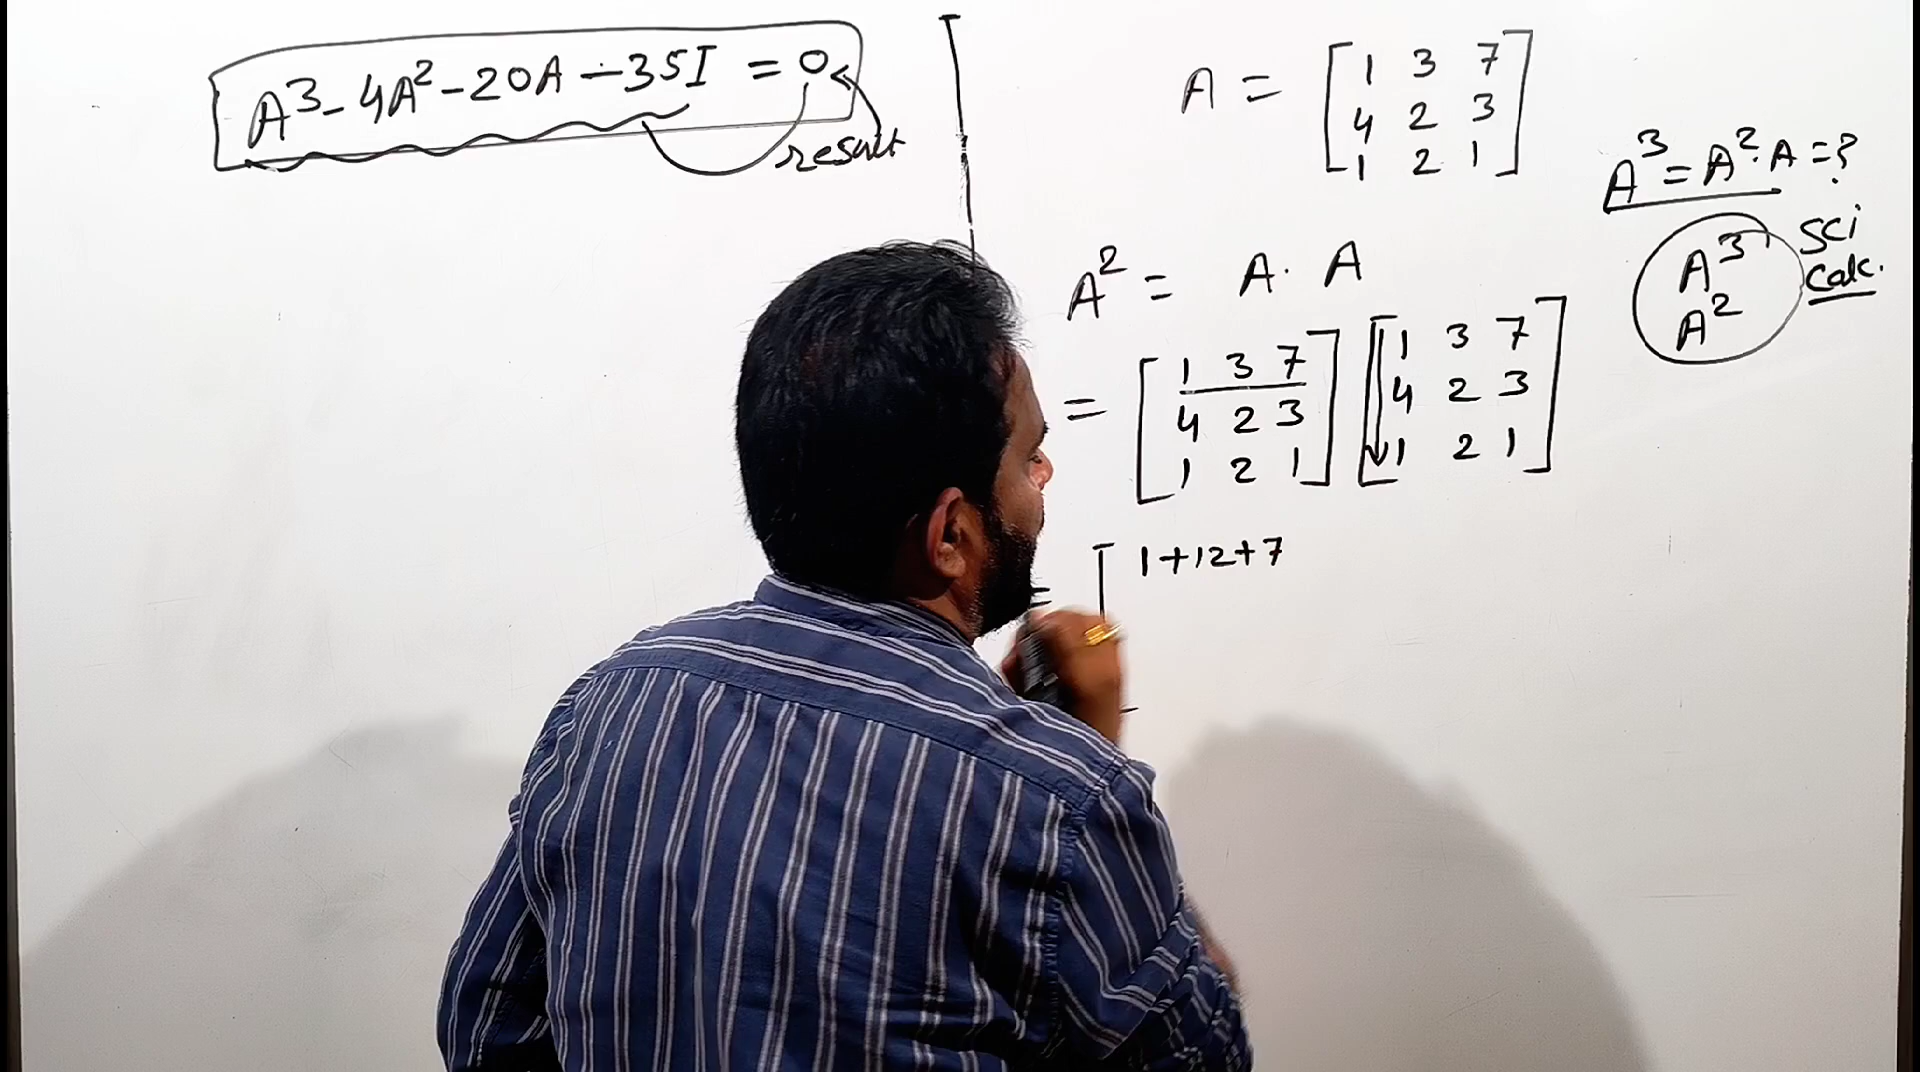 A³ - 4A² - 20A - 35I = 0
result
A = [1 3 7
4 2 3
1 2 1]
A³ = A². A = ?
A³
A²
Sci
Calc.
A² = A. A
= [1 3 7 [1 3 7
4 2 3 4 2 3
1 2 1] 1 2 1]
= [1+12+7